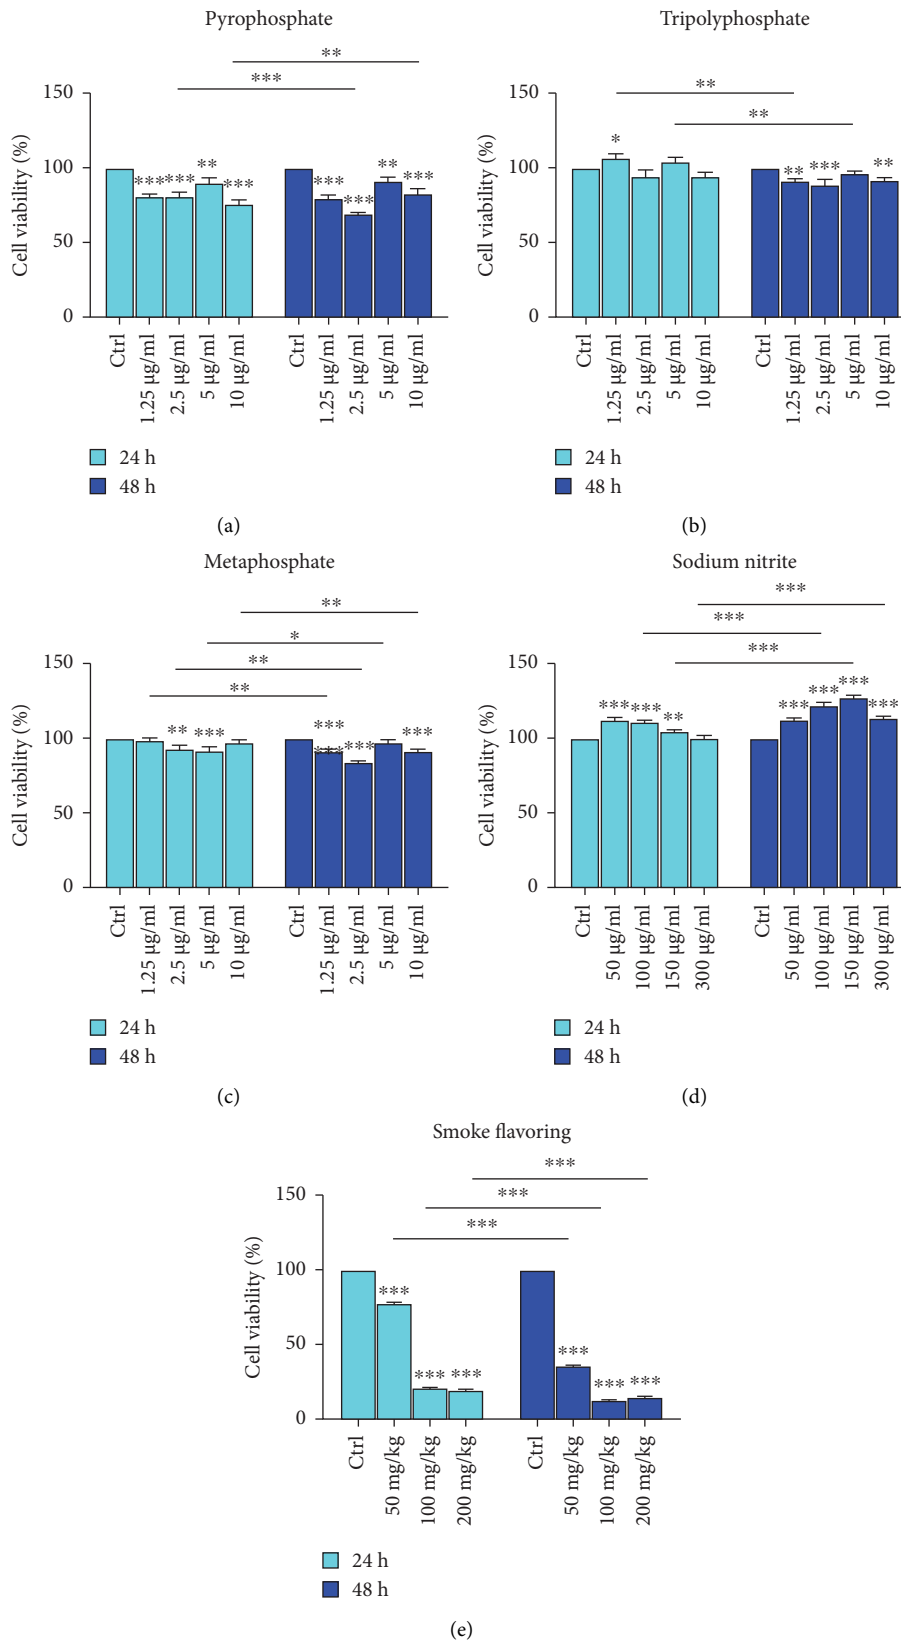 Pyrophosphate
**
***
150
100
50
0
Cell viability (%)
*** *** ** ***
*** *** ** ***
Ctrl
1.25 µg/ml
2.5 µg/ml
5 µg/ml
10 µg/ml
Ctrl
1.25 µg/ml
2.5 µg/ml
5 µg/ml
10 µg/ml
24 h
48 h
(a)
Tripolyphosphate
**
**
150
100
50
0
Cell viability (%)
*
** *** **
Ctrl
1.25 µg/ml
2.5 µg/ml
5 µg/ml
10 µg/ml
Ctrl
1.25 µg/ml
2.5 µg/ml
5 µg/ml
10 µg/ml
24 h
48 h
(b)
Metaphosphate
**
*
**
**
150
100
50
0
Cell viability (%)
** ***
***
*** *** ***
Ctrl
1.25 µg/ml
2.5 µg/ml
5 µg/ml
10 µg/ml
Ctrl
1.25 µg/ml
2.5 µg/ml
5 µg/ml
10 µg/ml
24 h
48 h
(c)
Sodium nitrite
***
***
***
150
100
50
0
Cell viability (%)
*** *** **
*** *** *** ***
Ctrl
50 µg/ml
100 µg/ml
150 µg/ml
300 µg/ml
Ctrl
50 µg/ml
100 µg/ml
150 µg/ml
300 µg/ml
24 h
48 h
(d)
Smoke flavoring
***
***
***
150
100
50
0
Cell viability (%)
*** *** ***
*** *** ***
Ctrl
50 mg/kg
100 mg/kg
200 mg/kg
Ctrl
50 mg/kg
100 mg/kg
200 mg/kg
24 h
48 h
(e)